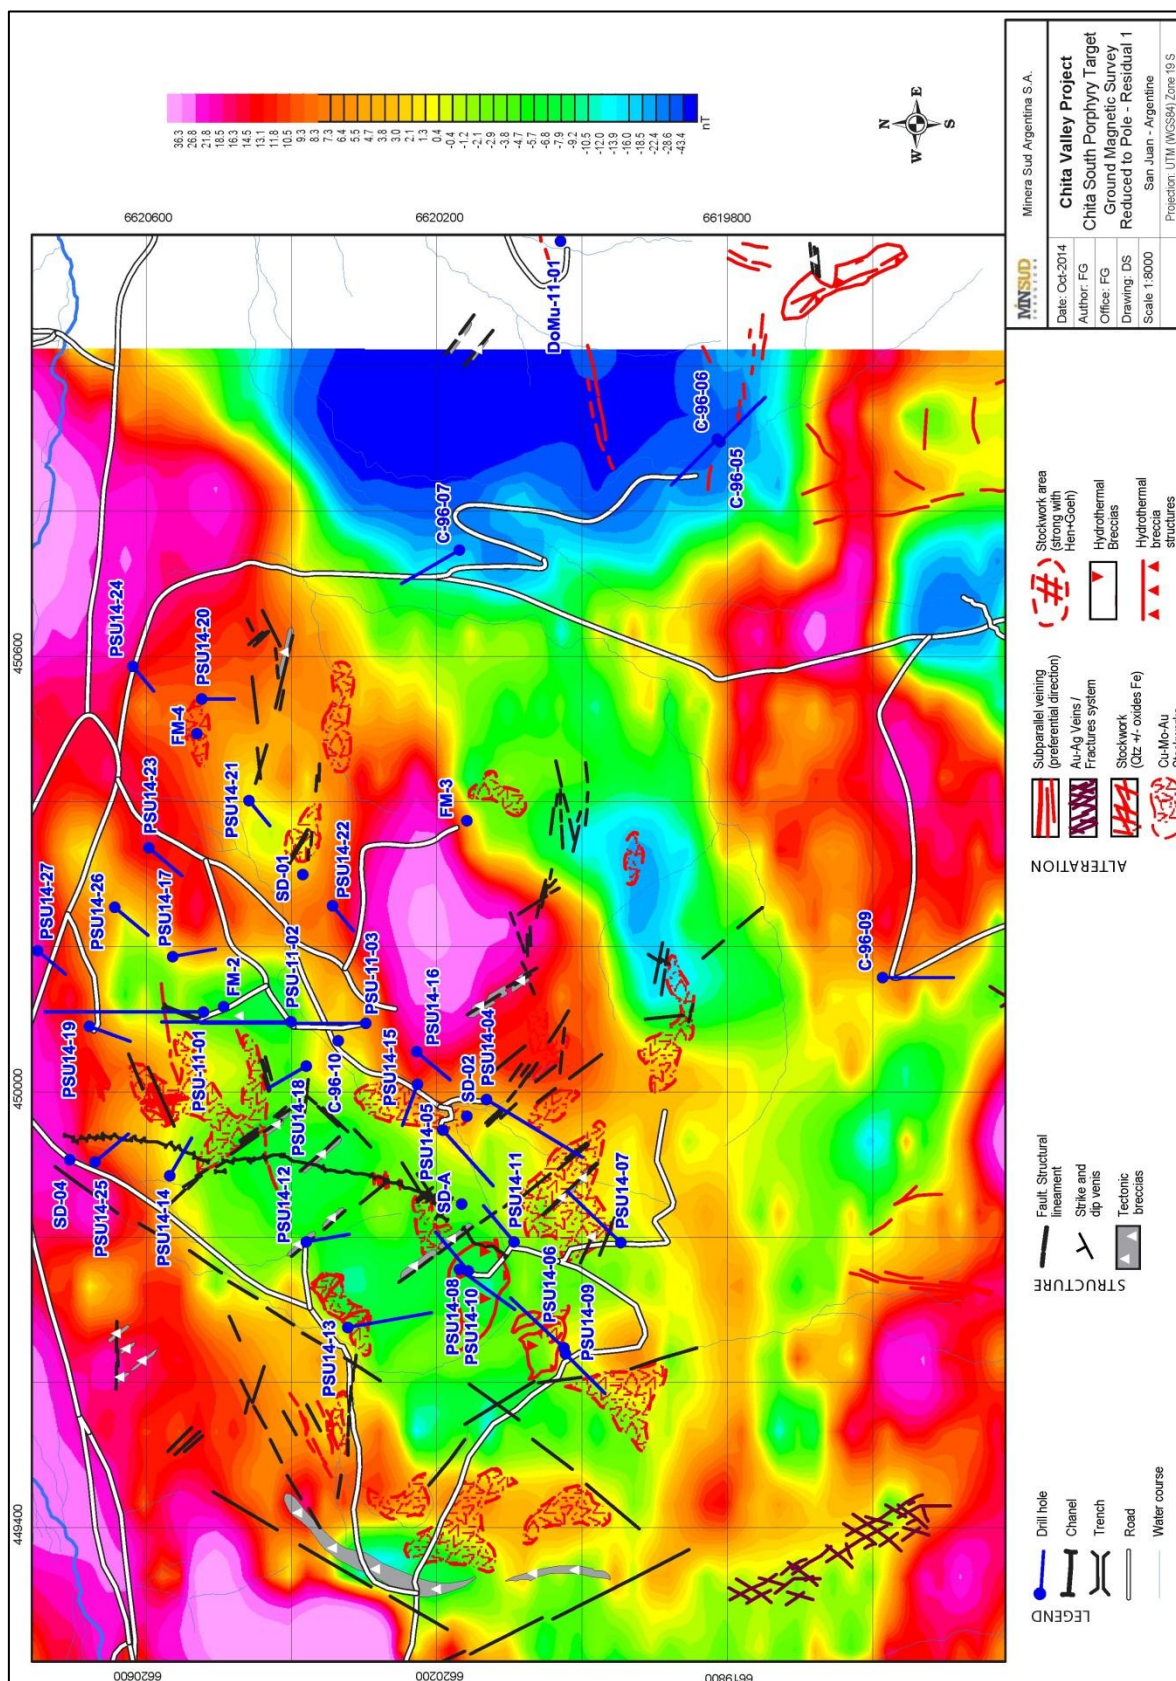 36.3
26.8
21.8
18.5
16.3
14.5
13.1
11.8
10.5
9.3
8.3
7.3
6.4
5.5
4.7
3.8
3.0
2.1
1.3
0.4
-0.4
-1.2
-2.1
-2.9
-3.8
-4.7
-5.7
-6.8
-7.9
-9.2
-10.5
-12.0
-13.9
-16.0
-18.5
-22.4
-28.6
-43.4
nT
N
W E
S
6620600
6620200
6619800
450600
450000
449400
DoMu-11-01
C-96-06
C-96-05
C-96-07
PSU14-24
PSU14-20
FM-4
PSU14-23
PSU14-21
FM-3
SD-01
PSU14-22
PSU14-27
PSU14-26
PSU14-17
FM-2
PSU-11-02
PSU-11-03
PSU14-16
C-96-09
PSU14-19
PSU-11-01
PSU14-18
C-96-10
PSU14-15
SD-02
PSU14-04
PSU14-05
SD-04
PSU14-25
PSU14-14
PSU14-12
SD-A
PSU14-11
PSU14-07
PSU14-08
PSU14-10
PSU14-06
PSU14-09
PSU14-13
6620600
6620200
6619800
MINSUD
Minera Sud Argentina S.A.
Date: Oct-2014
Author: FG
Office: FG
Drawing: DS
Scale 1:8000
Chita Valley Project
Chita South Porphyry Target
Ground Magnetic Survey
Reduced to Pole - Residual 1
San Juan - Argentine
Projection: UTM (WGS84) Zone 19 S
LEGEND
Drill hole
Chanel
Trench
Road
Water course
STRUCTURE
Fault. Structural
lineament
Strike and
dip venis
Tectonic
breccias
ALTERATION
Subparallel veining
(preferential direction)
Au-Ag Veins /
Fractures system
Stockwork
(Qtz +/- oxides Fe)
Cu-Mo-Au
Stockwork area
(strong with
Hen+Goeh)
Hydrothermal
Breccias
Hydrothermal
breccia
structures